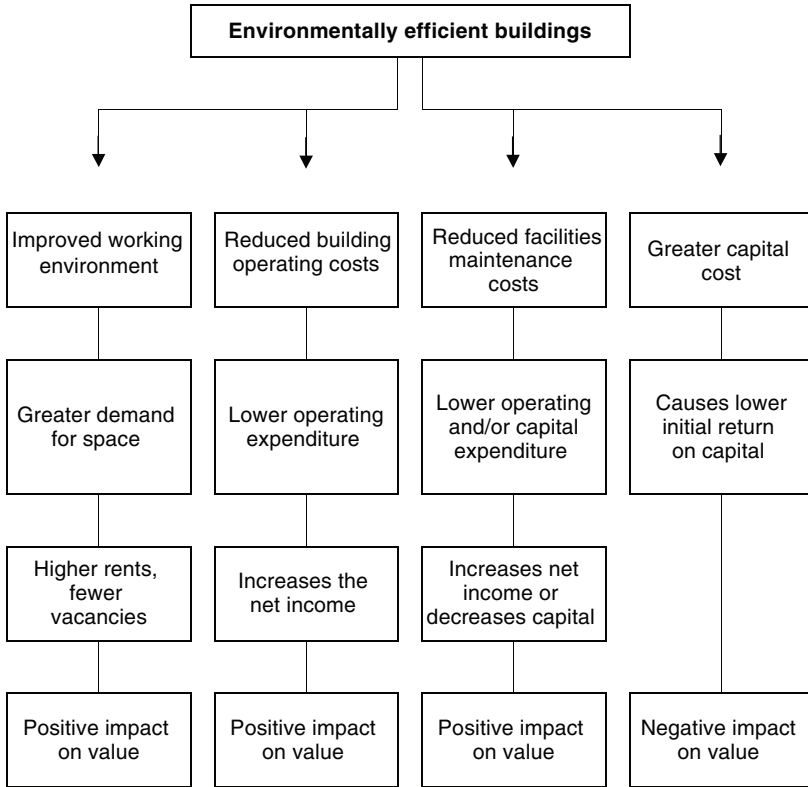 Environmentally efficient buildings
Improved working
environment
Reduced building
operating costs
Reduced facilities
maintenance
costs
Greater capital
cost
Greater demand
for space
Lower operating
expenditure
Lower operating
and/or capital
expenditure
Causes lower
initial return
on capital
Higher rents,
fewer
vacancies
Increases the
net income
Increases net
income or
decreases capital
Positive impact
on value
Positive impact
on value
Positive impact
on value
Negative impact
on value